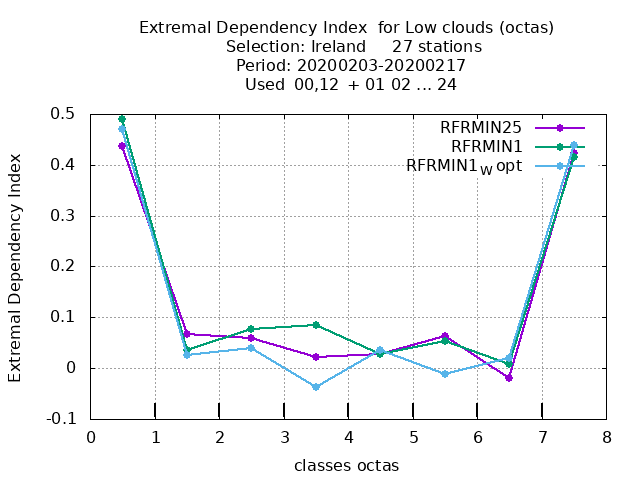 Extremal Dependency Index  for Low clouds (octas)
Selection: Ireland     27 stations
Period: 20200203-20200217
Used  00,12  + 01 02 ... 24
RFRMIN25
RFRMIN1
RFRMIN1w opt
Extremal Dependency Index
0.5
0.4
0.3
0.2
0.1
0
-0.1
0 1 2 3 4 5 6 7 8
classes octas